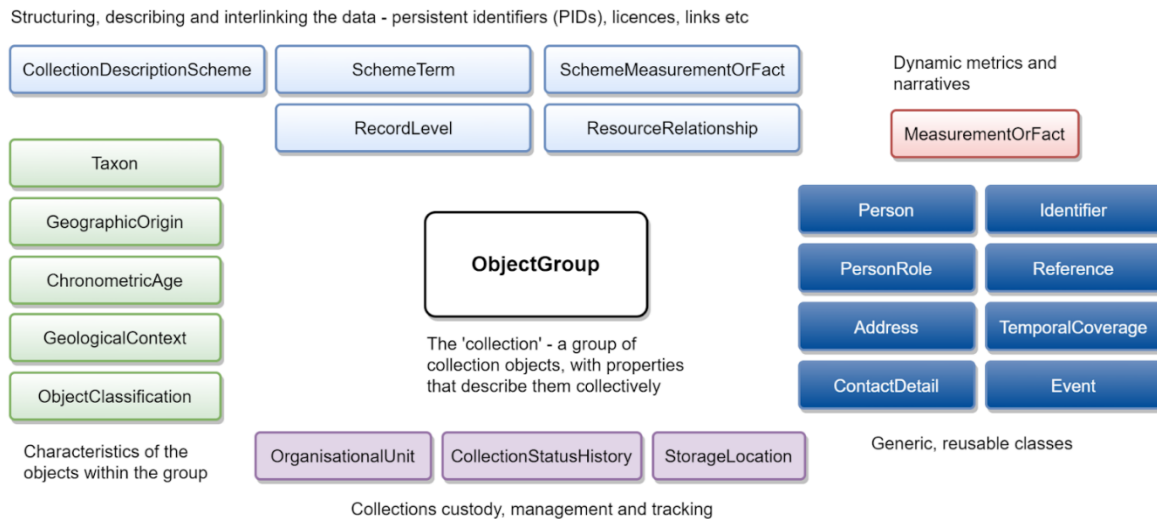 Structuring, describing and interlinking the data - persistent identifiers (PIDs), licences, links etc
CollectionDescriptionScheme
SchemeTerm
SchemeMeasurementOrFact
RecordLevel
ResourceRelationship
Dynamic metrics and
narratives
MeasurementOrFact
Taxon
GeographicOrigin
ChronometricAge
GeologicalContext
ObjectClassification
Characteristics of the
objects within the group
ObjectGroup
The 'collection' - a group of
collection objects, with properties
that describe them collectively
Person
Identifier
PersonRole
Reference
Address
TemporalCoverage
ContactDetail
Event
Generic, reusable classes
OrganisationalUnit
CollectionStatusHistory
StorageLocation
Collections custody, management and tracking